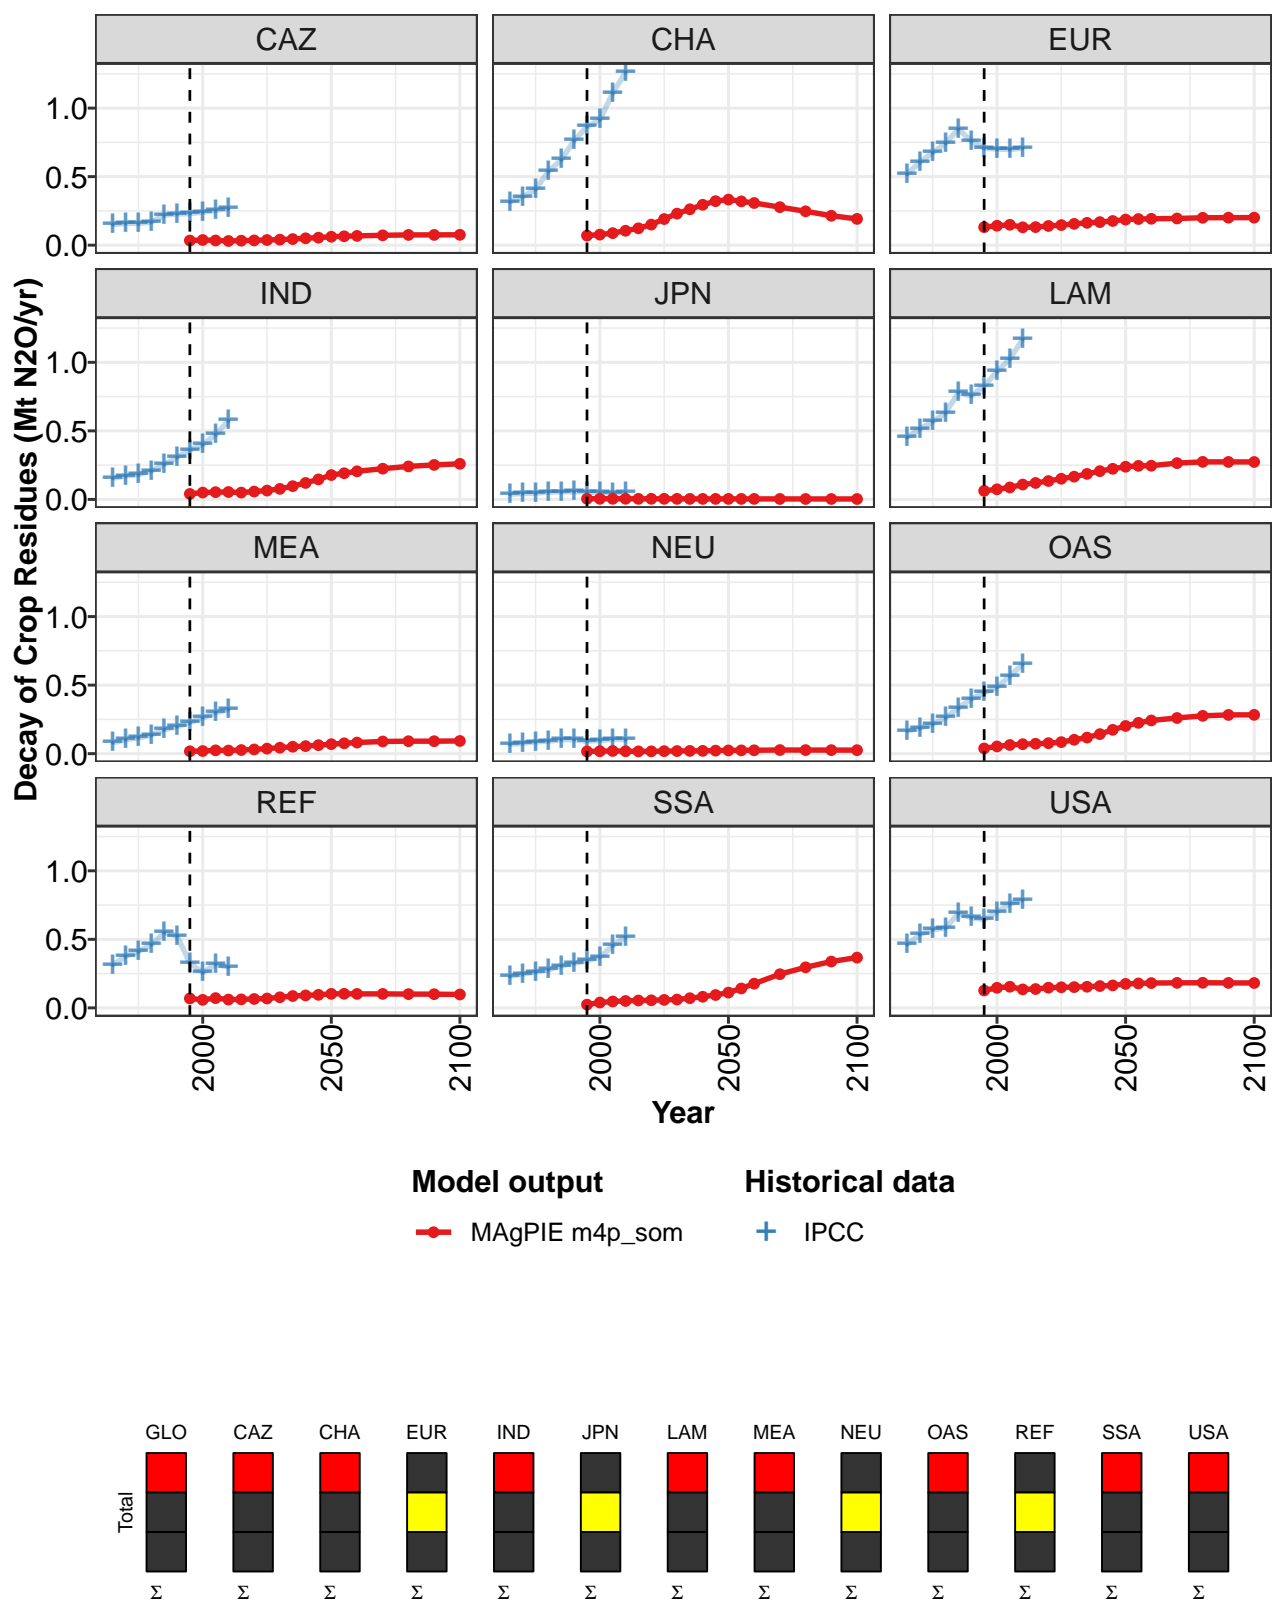 CAZ CHA EUR
1.0
0.5
0.0
IND JPN LAM
1.0
0.5
0.0
MEA NEU OAS
1.0
0.5
0.0
REF SSA USA
1.0
0.5
0.0
Decay of Crop Residues (Mt N2O/yr)
2000 2050 2100 2000 2050 2100 2000 2050 2100
Year
Model output Historical data
MAgPIE m4p_som IPCC
GLO CAZ CHA EUR IND JPN LAM MEA NEU OAS REF SSA USA
Total
Σ Σ Σ Σ Σ Σ Σ Σ Σ Σ Σ Σ Σ